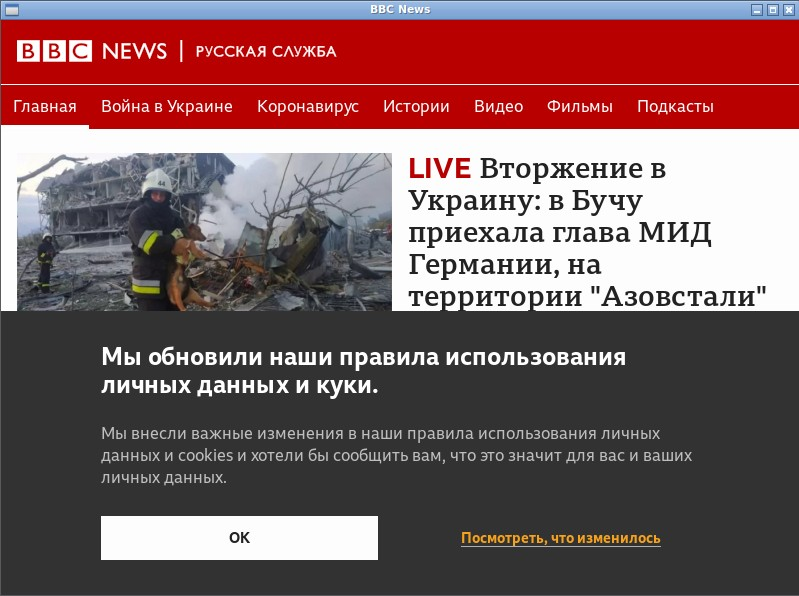 BBC News
BBC NEWS | РУССКАЯ СЛУЖБА
Главная Война в Украине Коронавирус Истории Видео Фильмы Подкасты
LIVE Вторжение в
Украину: в Бучу
приехала глава МИД
Германии, на
территории "Азовстали"
Мы обновили наши правила использования
личных данных и куки.
Мы внесли важные изменения в наши правила использования личных
данных и cookies и хотели бы сообщить вам, что это значит для вас и ваших
личных данных.
OK Посмотреть, что изменилось